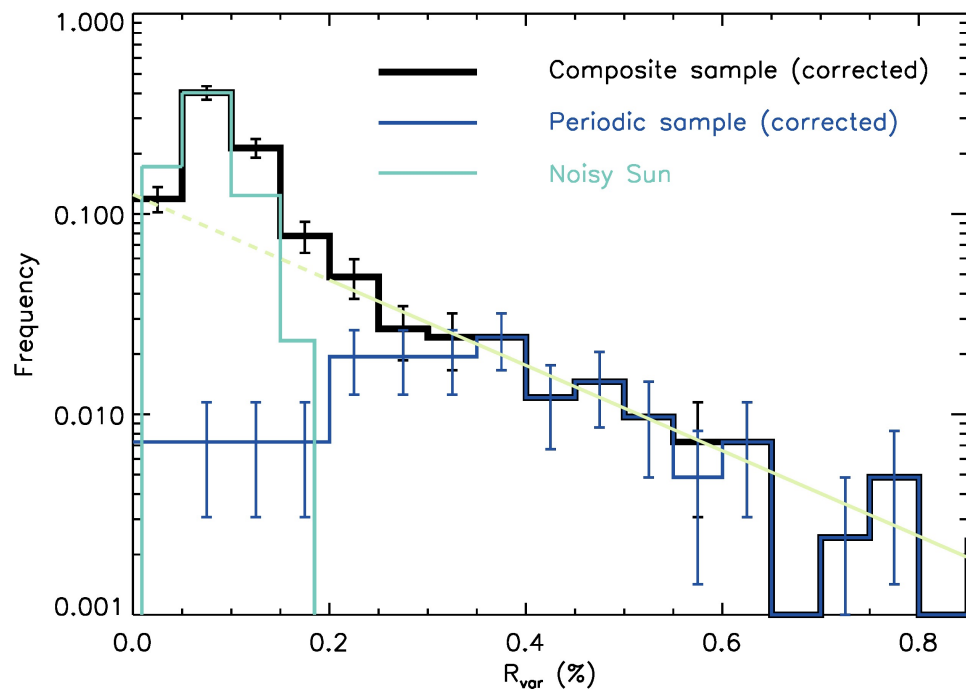 1.000
0.100
0.010
0.001
Frequency
Composite sample (corrected)
Periodic sample (corrected)
Noisy Sun
0.0 0.2 0.4 0.6 0.8
R_var (%)